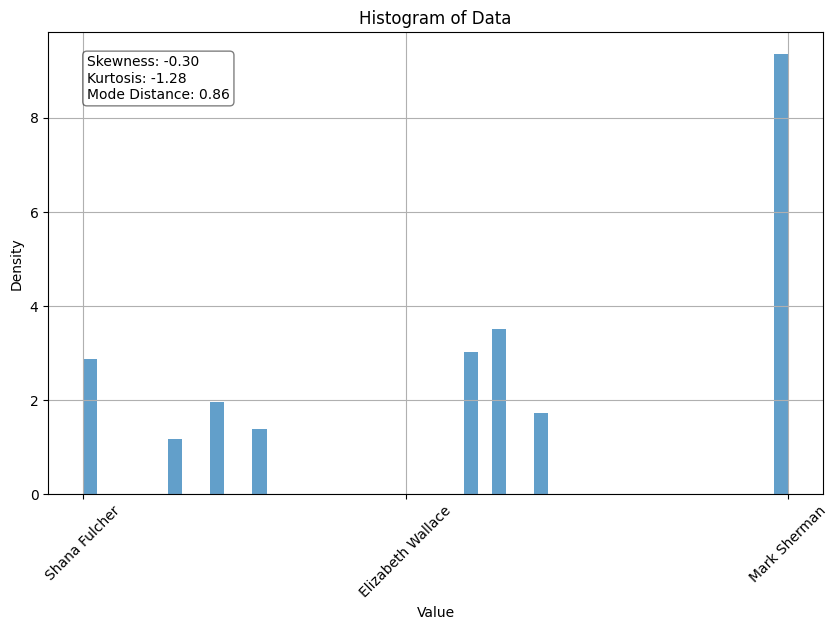 Histogram of Data
Skewness: -0.30
Kurtosis: -1.28
Mode Distance: 0.86
Density
8
6
4
2
0
Shana Fulcher
Elizabeth Wallace
Mark Sherman
Value